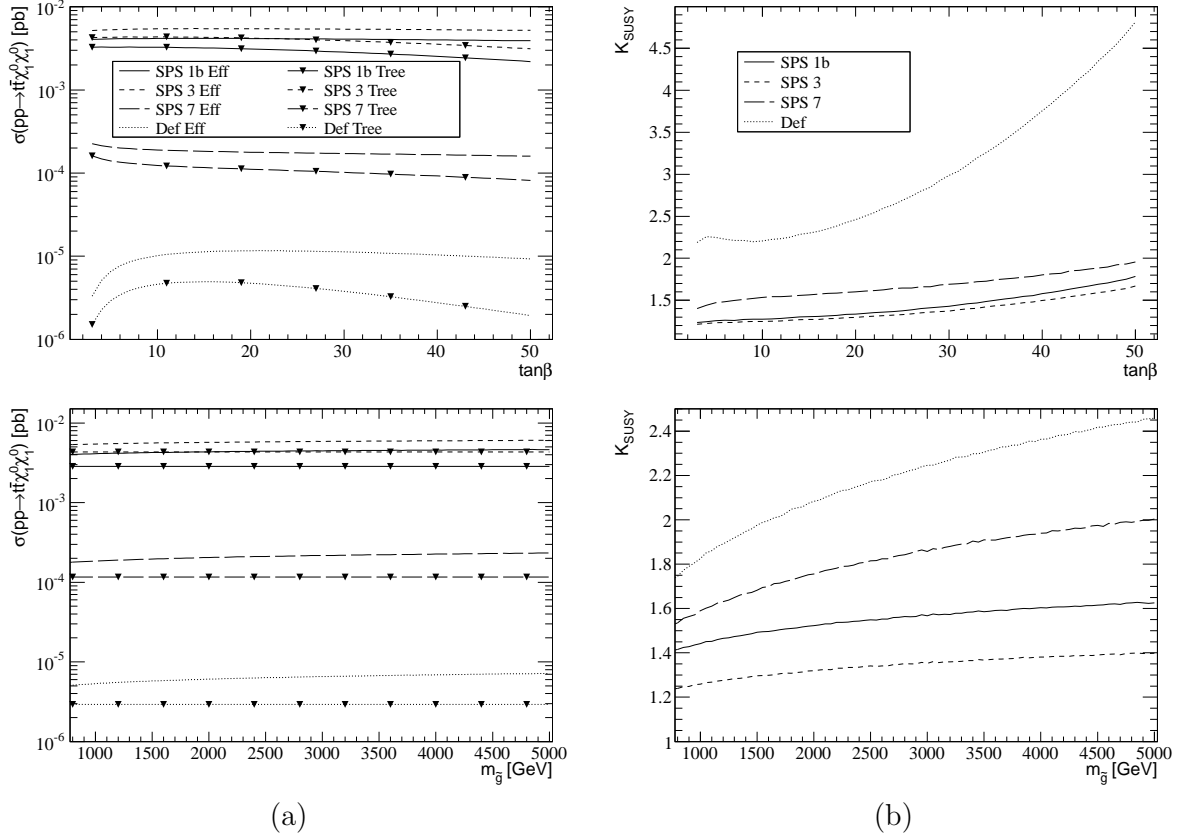 σ(pp→tt̄χ̃₁⁰χ̃₁⁰) [pb]
10⁻²
10⁻³
10⁻⁴
10⁻⁵
10⁻⁶
SPS 1b Eff
SPS 3 Eff
SPS 7 Eff
Def Eff
SPS 1b Tree
SPS 3 Tree
SPS 7 Tree
Def Tree
10 20 30 40 50
tanβ
K_SUSY
4.5
4
3.5
3
2.5
2
1.5
SPS 1b
SPS 3
SPS 7
Def
10 20 30 40 50
tanβ
σ(pp→tt̄χ̃₁⁰χ̃₁⁰) [pb]
10⁻²
10⁻³
10⁻⁴
10⁻⁵
10⁻⁶
1000 1500 2000 2500 3000 3500 4000 4500 5000
m_g̃ [GeV]
K_SUSY
2.4
2.2
2
1.8
1.6
1.4
1.2
1
1000 1500 2000 2500 3000 3500 4000 4500 5000
m_g̃ [GeV]
(a)
(b)